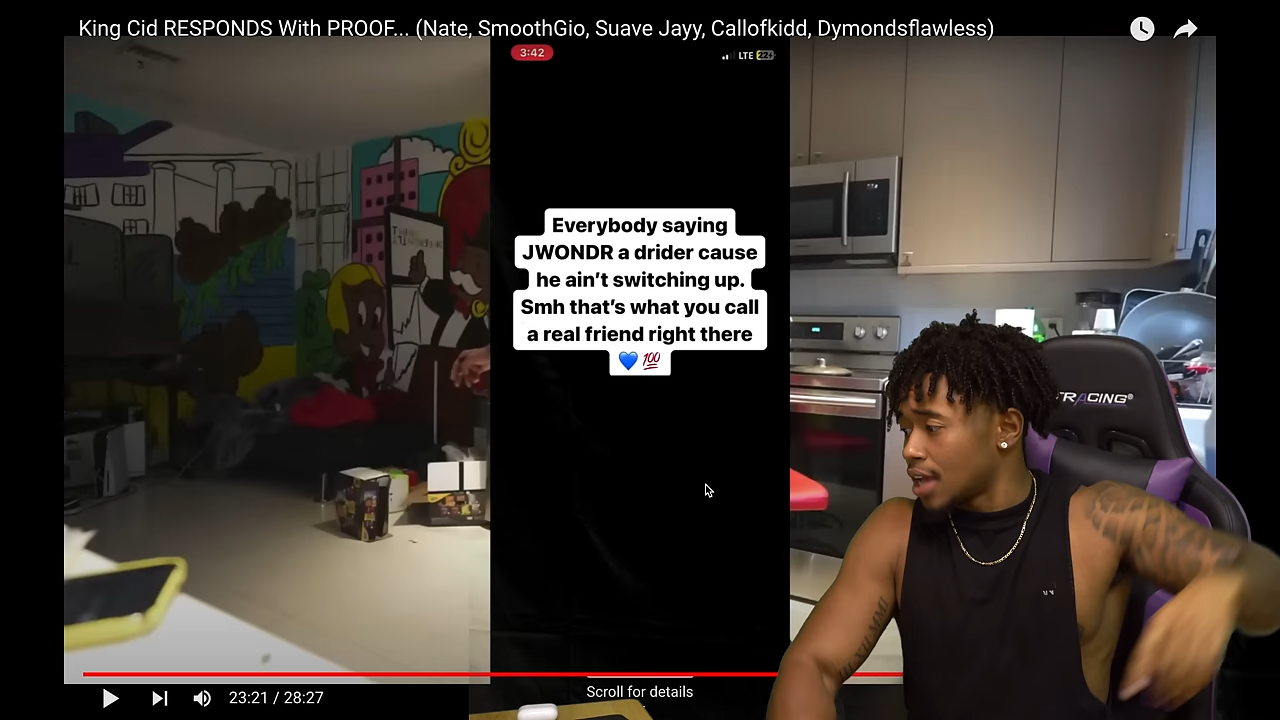 King Cid RESPONDS With PROOF... (Nate, SmoothGio, Suave Jayy, Callofkidd, Dymondsflawless)
3:42
LTE 22
Everybody saying
JWONDR a drider cause
he ain't switching up.
Smh that's what you call
a real friend right there
💙 💯
TRACING®
23:21 / 28:27
Scroll for details